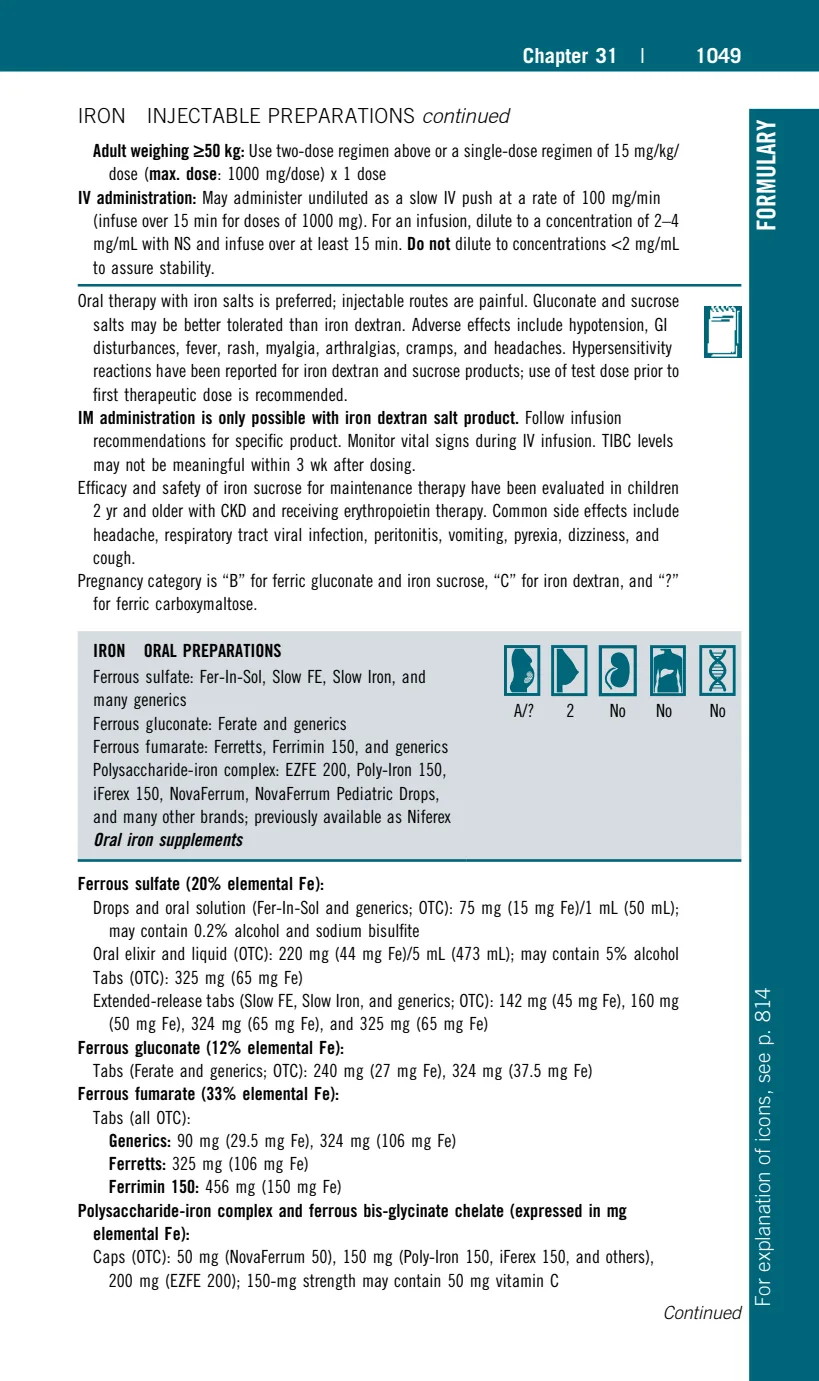 Chapter 31 | 1049
IRON INJECTABLE PREPARATIONS continued
Adult weighing ≥50 kg: Use two-dose regimen above or a single-dose regimen of 15 mg/kg/
dose (max. dose: 1000 mg/dose) x 1 dose
IV administration: May administer undiluted as a slow IV push at a rate of 100 mg/min
(infuse over 15 min for doses of 1000 mg). For an infusion, dilute to a concentration of 2–4
mg/mL with NS and infuse over at least 15 min. Do not dilute to concentrations <2 mg/mL
to assure stability.
Oral therapy with iron salts is preferred; injectable routes are painful. Gluconate and sucrose
salts may be better tolerated than iron dextran. Adverse effects include hypotension, GI
disturbances, fever, rash, myalgia, arthralgias, cramps, and headaches. Hypersensitivity
reactions have been reported for iron dextran and sucrose products; use of test dose prior to
first therapeutic dose is recommended.
IM administration is only possible with iron dextran salt product. Follow infusion
recommendations for specific product. Monitor vital signs during IV infusion. TIBC levels
may not be meaningful within 3 wk after dosing.
Efficacy and safety of iron sucrose for maintenance therapy have been evaluated in children
2 yr and older with CKD and receiving erythropoietin therapy. Common side effects include
headache, respiratory tract viral infection, peritonitis, vomiting, pyrexia, dizziness, and
cough.
Pregnancy category is “B” for ferric gluconate and iron sucrose, “C” for iron dextran, and “?”
for ferric carboxymaltose.
IRON ORAL PREPARATIONS
Ferrous sulfate: Fer-In-Sol, Slow FE, Slow Iron, and
many generics
Ferrous gluconate: Ferate and generics
Ferrous fumarate: Ferretts, Ferrimin 150, and generics
Polysaccharide-iron complex: EZFE 200, Poly-Iron 150,
iFerex 150, NovaFerrum, NovaFerrum Pediatric Drops,
and many other brands; previously available as Niferex
Oral iron supplements
A/? 2 No No No
Ferrous sulfate (20% elemental Fe):
Drops and oral solution (Fer-In-Sol and generics; OTC): 75 mg (15 mg Fe)/1 mL (50 mL);
may contain 0.2% alcohol and sodium bisulfite
Oral elixir and liquid (OTC): 220 mg (44 mg Fe)/5 mL (473 mL); may contain 5% alcohol
Tabs (OTC): 325 mg (65 mg Fe)
Extended-release tabs (Slow FE, Slow Iron, and generics; OTC): 142 mg (45 mg Fe), 160 mg
(50 mg Fe), 324 mg (65 mg Fe), and 325 mg (65 mg Fe)
Ferrous gluconate (12% elemental Fe):
Tabs (Ferate and generics; OTC): 240 mg (27 mg Fe), 324 mg (37.5 mg Fe)
Ferrous fumarate (33% elemental Fe):
Tabs (all OTC):
Generics: 90 mg (29.5 mg Fe), 324 mg (106 mg Fe)
Ferretts: 325 mg (106 mg Fe)
Ferrimin 150: 456 mg (150 mg Fe)
Polysaccharide-iron complex and ferrous bis-glycinate chelate (expressed in mg
elemental Fe):
Caps (OTC): 50 mg (NovaFerrum 50), 150 mg (Poly-Iron 150, iFerex 150, and others),
200 mg (EZFE 200); 150-mg strength may contain 50 mg vitamin C
Continued
FORMULARY
For explanation of icons, see p. 814